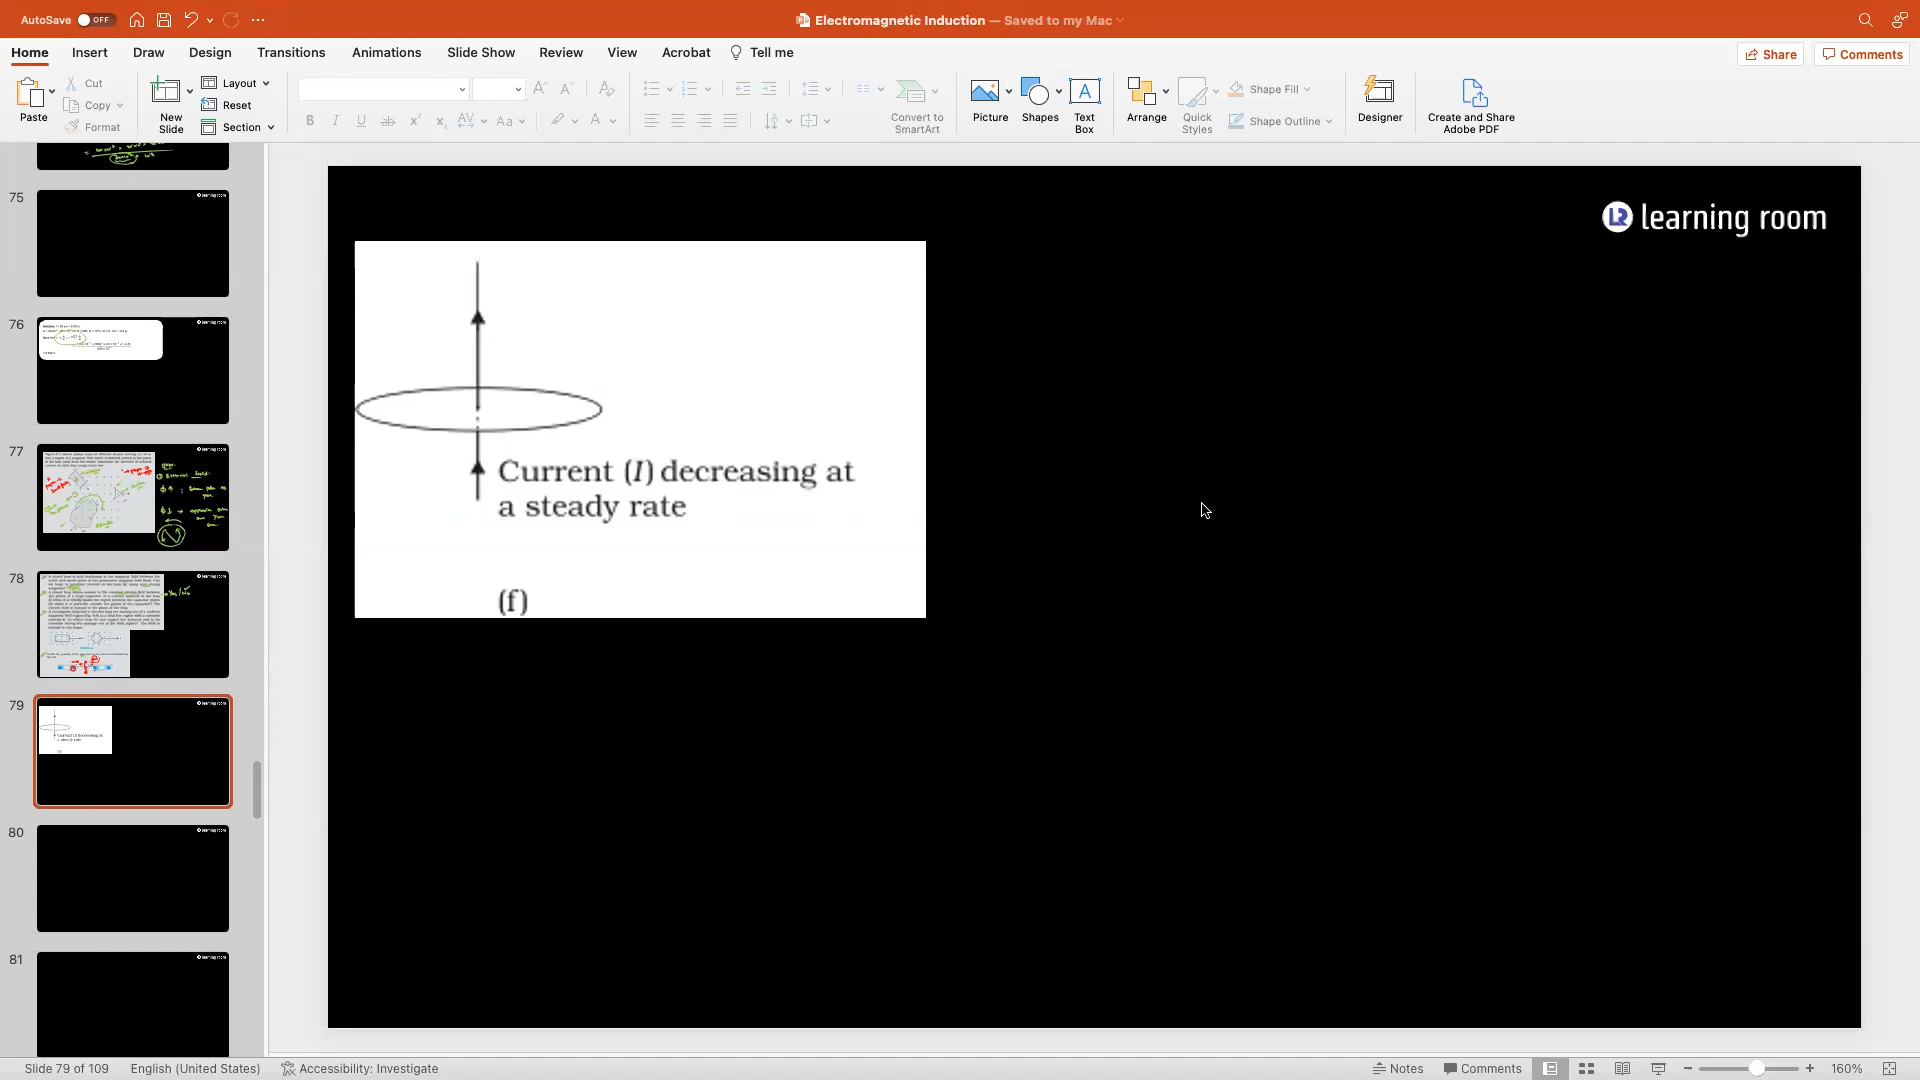 AutoSave OFF
Electromagnetic Induction — Saved to my Mac
Home Insert Draw Design Transitions Animations Slide Show Review View Acrobat Tell me
Share Comments
Paste
Cut
Copy
Format
New Slide
Layout
Reset
Section
Convert to SmartArt
Picture
Shapes
Text Box
Arrange
Quick Styles
Shape Fill
Shape Outline
Designer
Create and Share Adobe PDF
75
76
77
78
79
80
81
learning room
Current (I) decreasing at
a steady rate
(f)
Slide 79 of 109 English (United States) Accessibility: Investigate
Notes Comments 160%